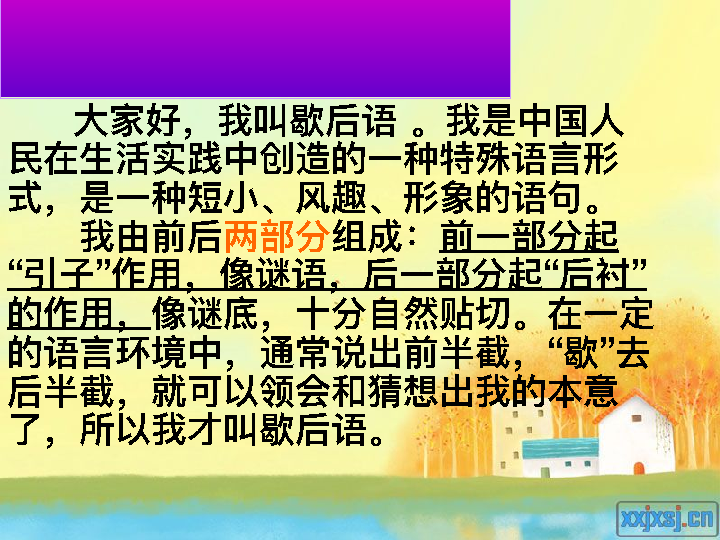 大家好，我叫歇后语 。我是中国人
民在生活实践中创造的一种特殊语言形
式，是一种短小、风趣、形象的语句。
我由前后两部分组成：前一部分起
“引子”作用，像谜语，后一部分起“后衬”
的作用，像谜底，十分自然贴切。在一定
的语言环境中，通常说出前半截，“歇”去
后半截，就可以领会和猜想出我的本意
了，所以我才叫歇后语。
xxjxsj.cn